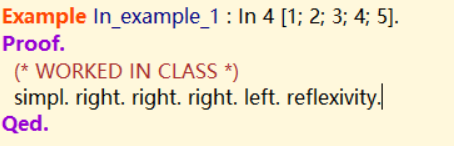 Example In_example_1 : In 4 [1; 2; 3; 4; 5].
Proof.
(* WORKED IN CLASS *)
simpl. right. right. right. left. reflexivity.
Qed.